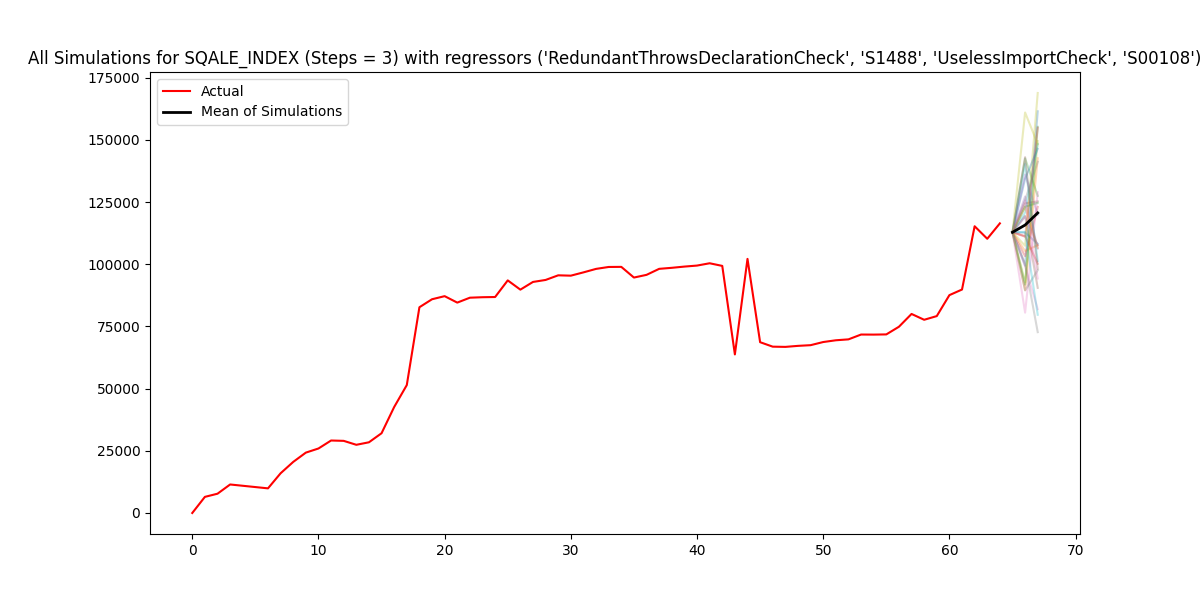 All Simulations for SQALE_INDEX (Steps = 3) with regressors ('RedundantThrowsDeclarationCheck', 'S1488', 'UselessImportCheck', 'S00108')
Actual
Mean of Simulations
175000
150000
125000
100000
75000
50000
25000
0
0 10 20 30 40 50 60 70